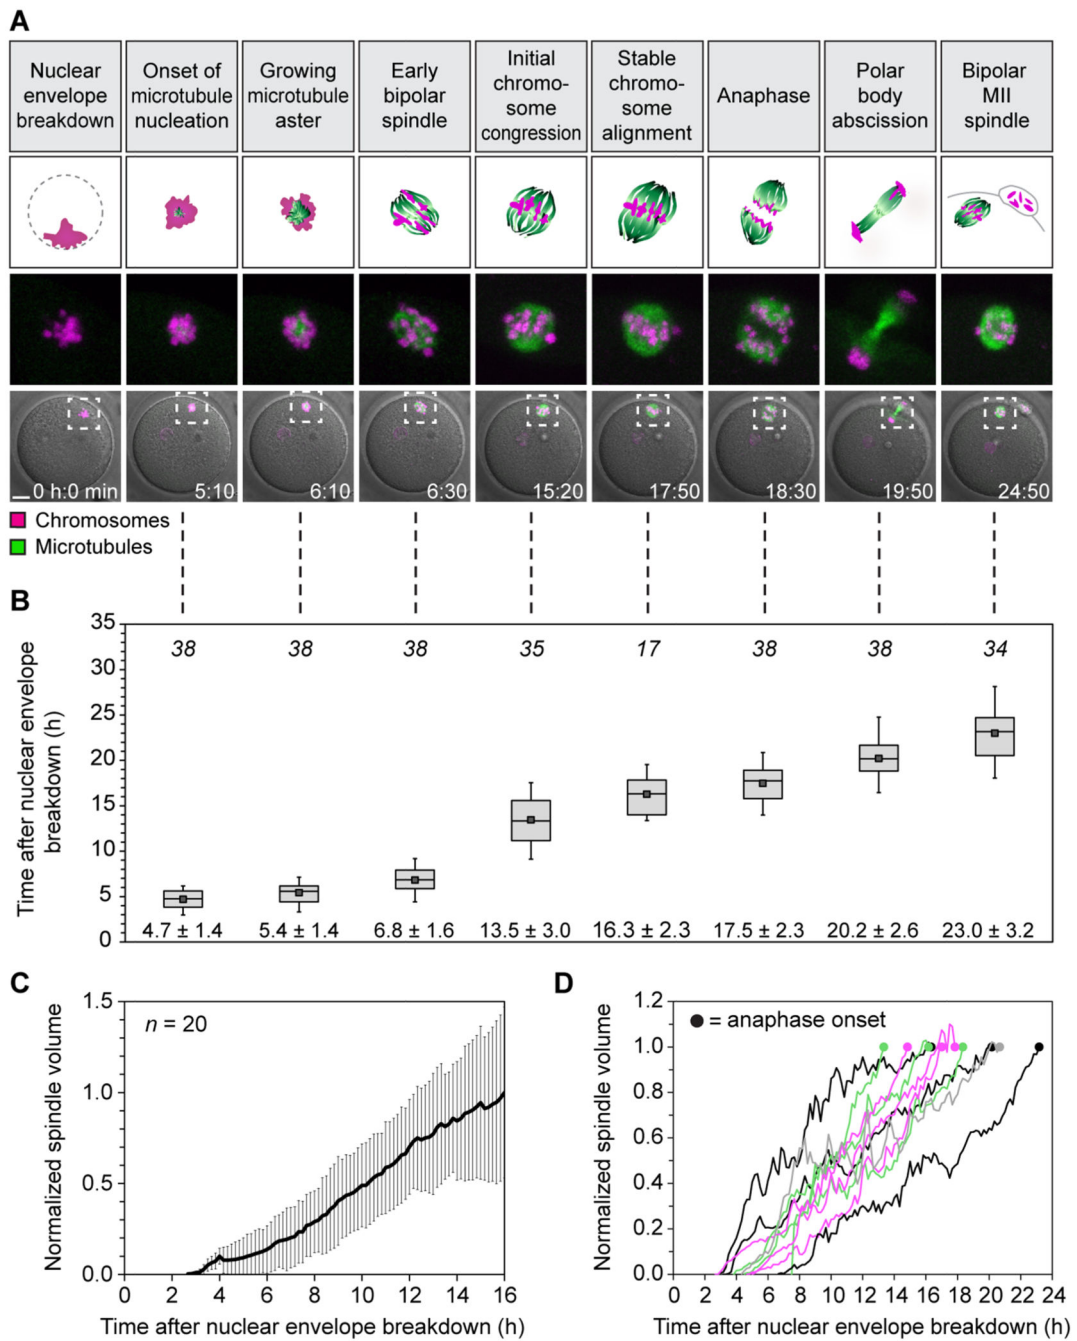 A
Nuclear
envelope
breakdown
Onset of
microtubule
nucleation
Growing
microtubule
aster
Early
bipolar
spindle
Initial
chromo-
some
congression
Stable
chromo-
some
alignment
Anaphase
Polar
body
abscission
Bipolar
MII
spindle
0 h:0 min
5:10
6:10
6:30
15:20
17:50
18:30
19:50
24:50
Chromosomes
Microtubules
B
Time after nuclear envelope
breakdown (h)
35
30
25
20
15
10
5
0
38
38
38
35
17
38
38
34
4.7 ± 1.4
5.4 ± 1.4
6.8 ± 1.6
13.5 ± 3.0
16.3 ± 2.3
17.5 ± 2.3
20.2 ± 2.6
23.0 ± 3.2
C
Normalized spindle volume
1.5
1.0
0.5
0.0
n = 20
0 2 4 6 8 10 12 14 16
Time after nuclear envelope breakdown (h)
D
Normalized spindle volume
1.2
1.0
0.8
0.6
0.4
0.2
0.0
= anaphase onset
0 2 4 6 8 10 12 14 16 18 20 22 24
Time after nuclear envelope breakdown (h)